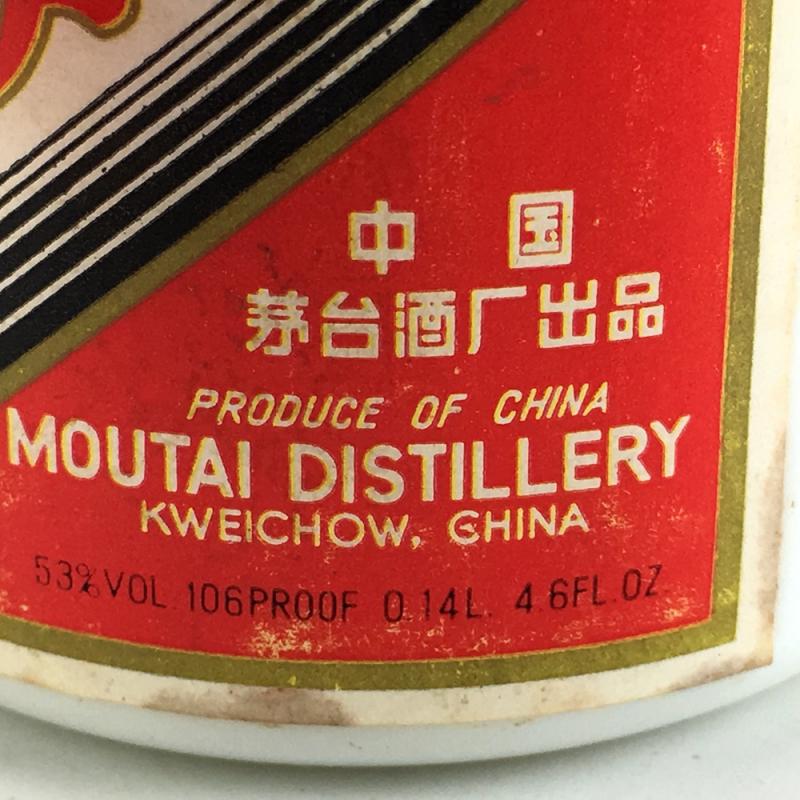 中国
茅台酒厂出品
PRODUCE OF CHINA
MOUTAI DISTILLERY
KWEICHOW, CHINA
53%VOL 106PROOF 0.14L. 4.6FL.OZ.